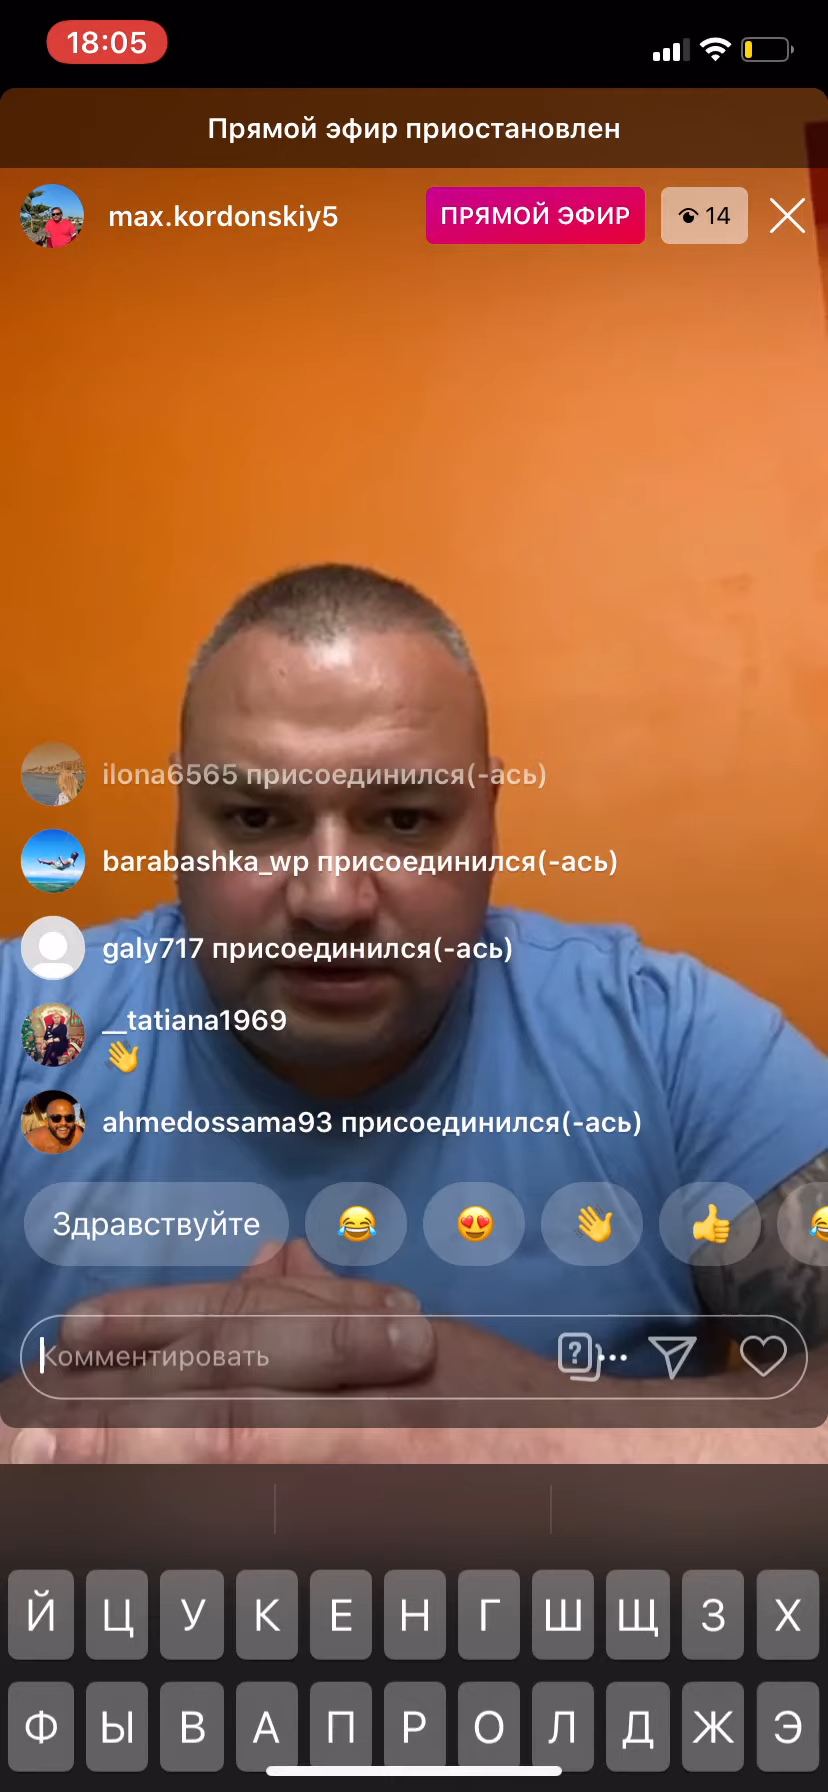 18:05
Прямой эфир приостановлен
max.kordonskiy5
ПРЯМОЙ ЭФИР
14
ilona6565 присоединился(-ась)
barabashka_wp присоединился(-ась)
galy717 присоединился(-ась)
__tatiana1969
👋
ahmedossama93 присоединился(-ась)
Здравствуйте 😂 😍 👋 👍 😂
Комментировать
Й Ц У К Е Н Г Ш Щ З Х
Ф Ы В А П Р О Л Д Ж Э